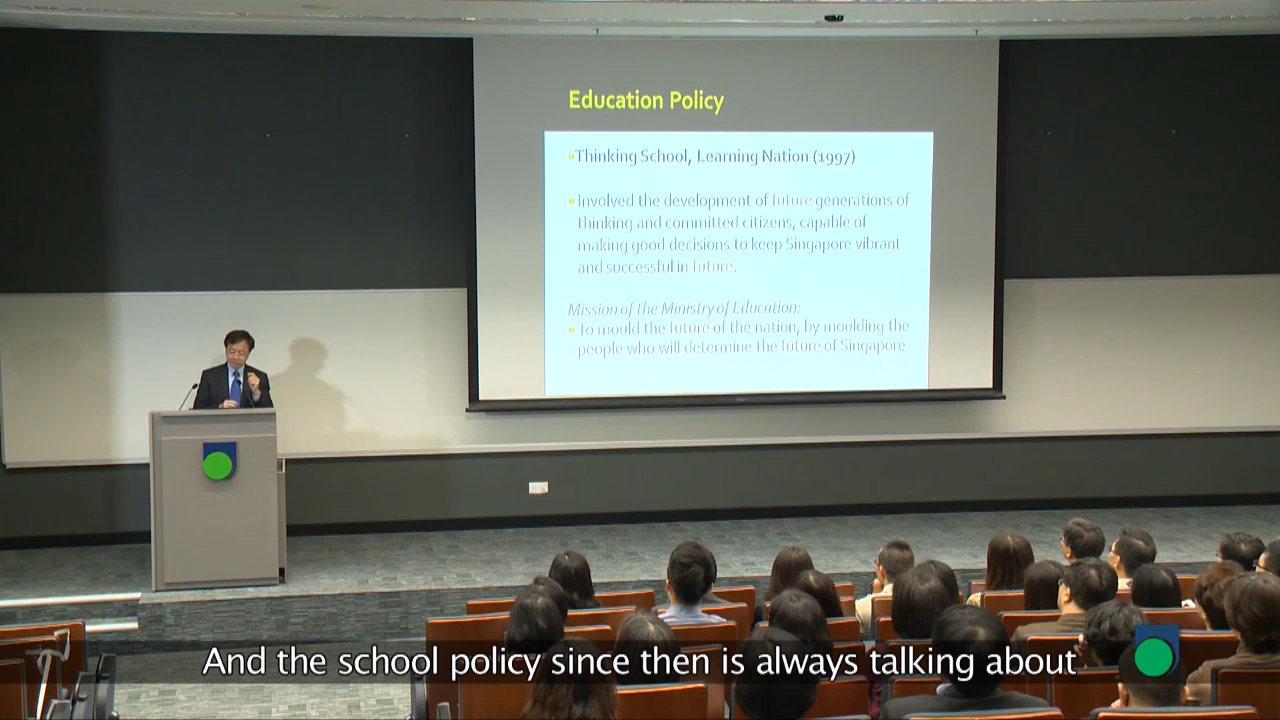 Education Policy
Thinking School, Learning Nation (1997)
Involved the development of future generations of
thinking and committed citizens, capable of
making good decisions to keep Singapore vibrant
and successful in future.
Mission of the Ministry of Education:
To mould the future of the nation, by moulding the
people who will determine the future of Singapore
And the school policy since then is always talking about